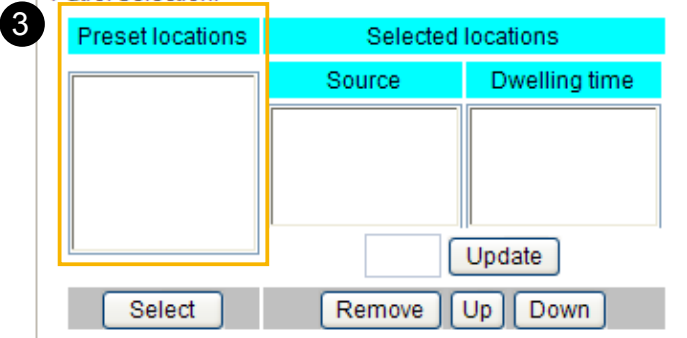 3
Preset locations Selected locations
Source Dwelling time
Update
Select Remove Up Down